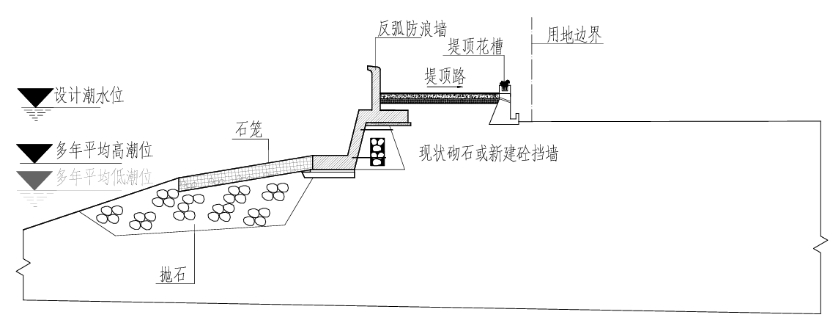 反弧防浪墙
用地边界
堤顶花槽
堤顶路
设计潮水位
石笼
多年平均高潮位
现状砌石或新建砼挡墙
多年平均低潮位
抛石